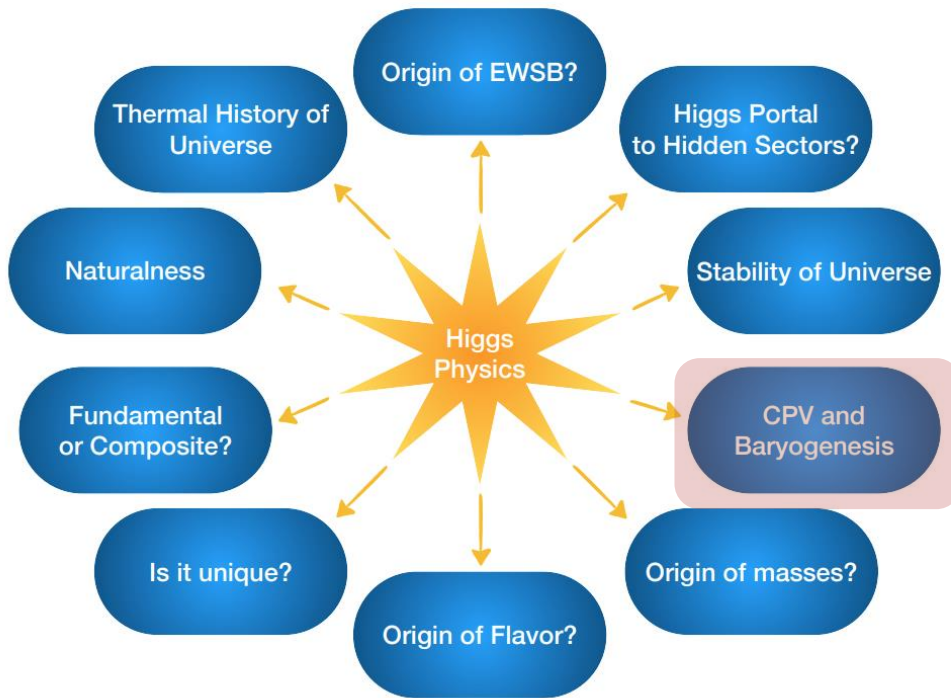 Origin of EWSB?
Thermal History of
Universe
Higgs Portal
to Hidden Sectors?
Naturalness
Stability of Universe
Higgs
Physics
Fundamental
or Composite?
CPV and
Baryogenesis
Is it unique?
Origin of masses?
Origin of Flavor?